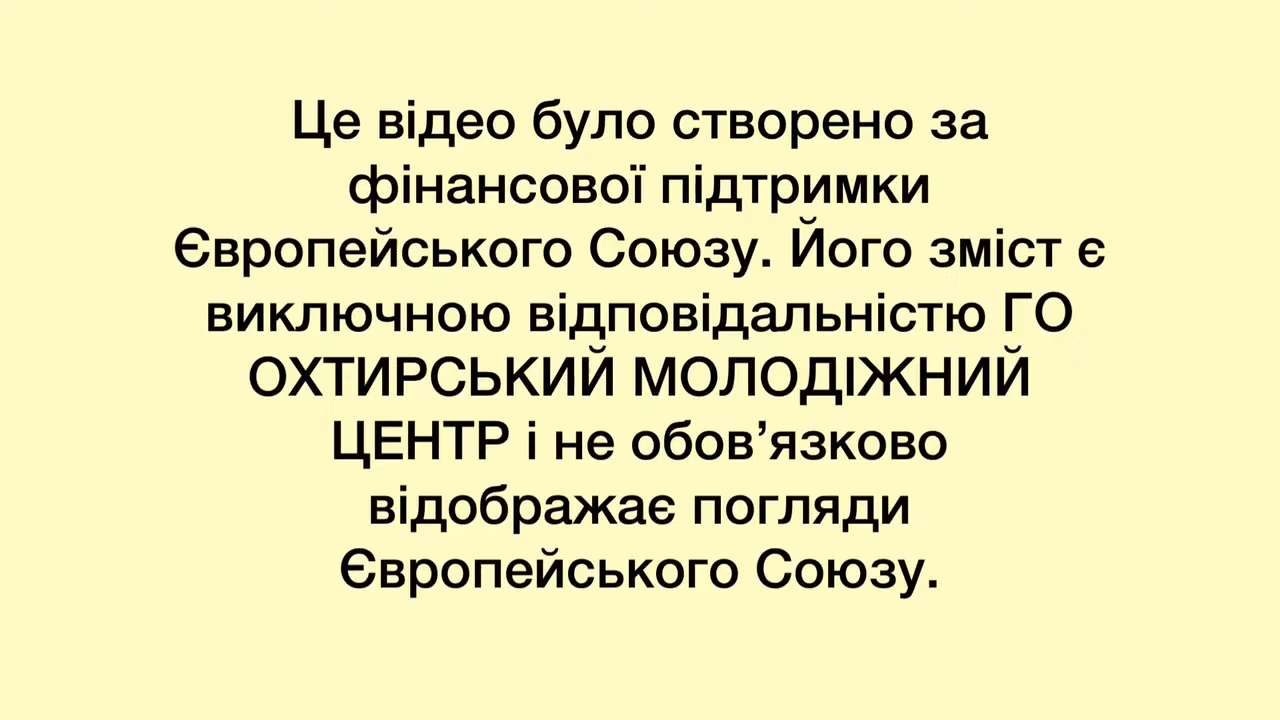 Це відео було створено за
фінансової підтримки
Європейського Союзу. Його зміст є
виключною відповідальністю ГО
ОХТИРСЬКИЙ МОЛОДІЖНИЙ
ЦЕНТР і не обов’язково
відображає погляди
Європейського Союзу.